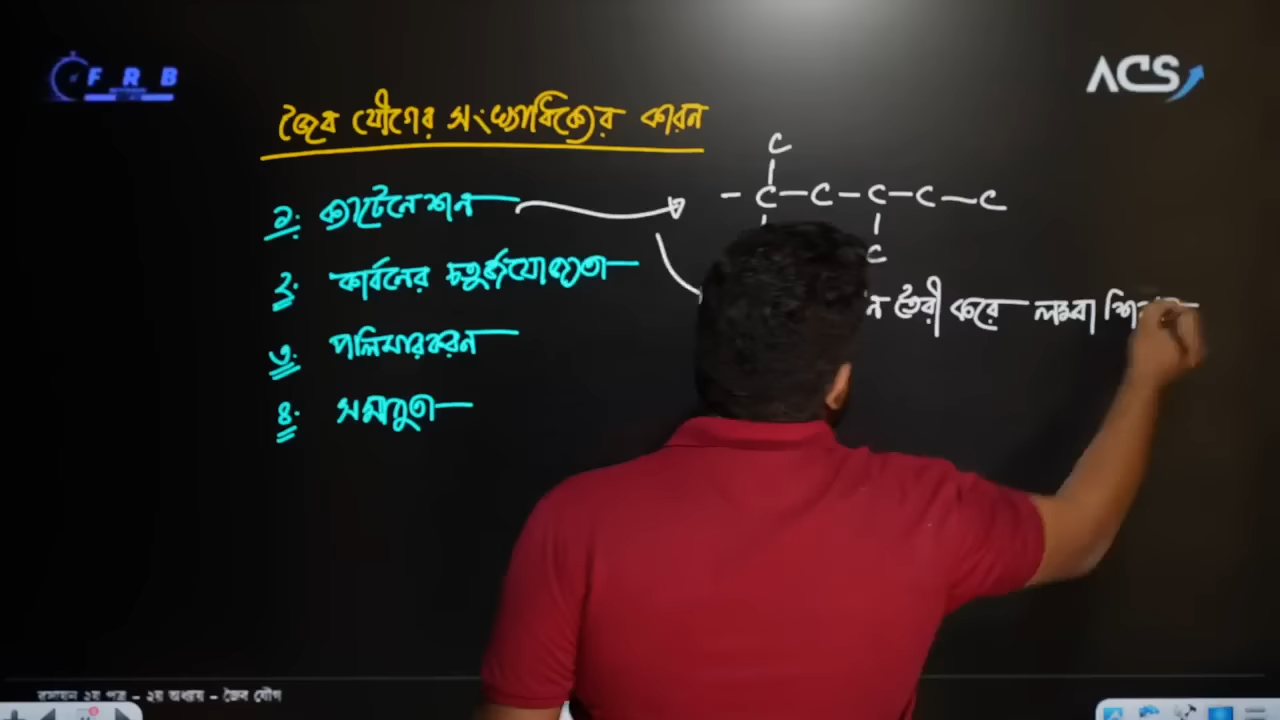 FRB
ACS
জৈব যৌগের সংখ্যাধিক্যের কারন
১. ক্যাটেনেশন
২. কার্বনের চতুর্যোজ্যতা
৩. পলিমারকরন
৪. সমানুতা
C
- C - C - C - C - C
C
তৈরী করে লম্বা
রসায়ন ২য় পত্র - ২য় অধ্যায় - জৈব যৌগ